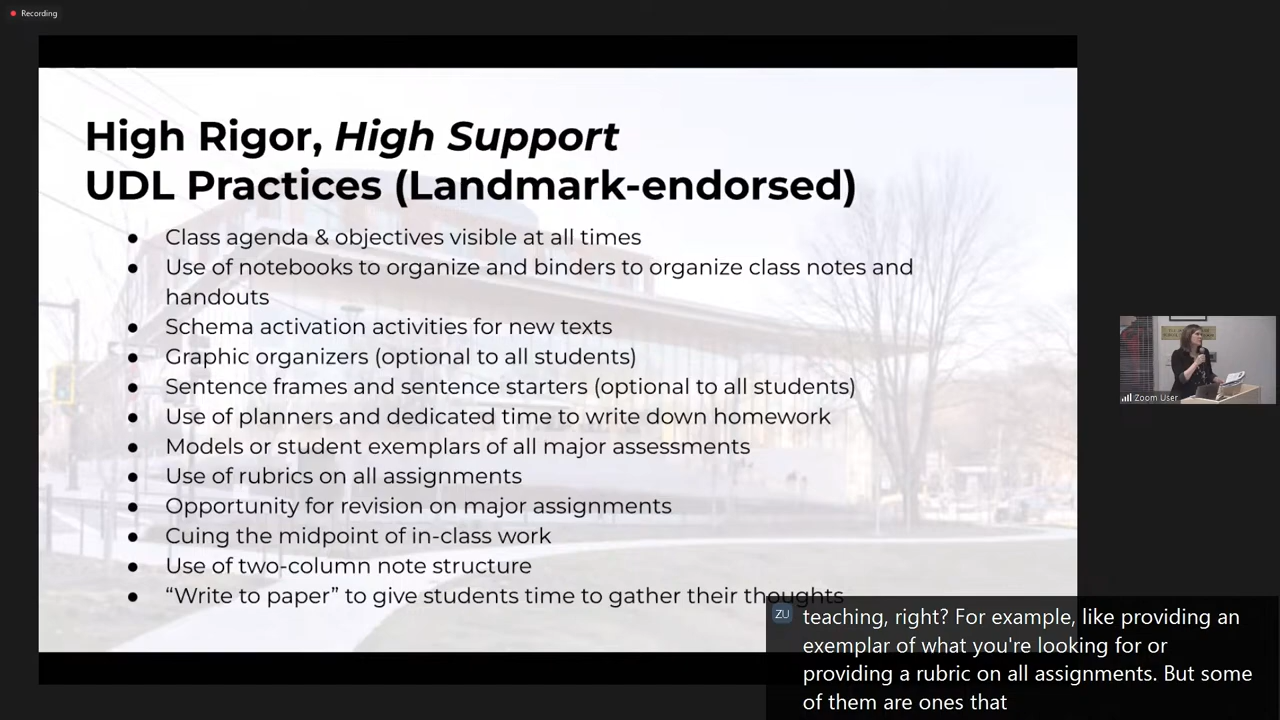 Recording
High Rigor, High Support
UDL Practices (Landmark-endorsed)
● Class agenda & objectives visible at all times
● Use of notebooks to organize and binders to organize class notes and
handouts
● Schema activation activities for new texts
● Graphic organizers (optional to all students)
● Sentence frames and sentence starters (optional to all students)
● Use of planners and dedicated time to write down homework
● Models or student exemplars of all major assessments
● Use of rubrics on all assignments
● Opportunity for revision on major assignments
● Cuing the midpoint of in-class work
● Use of two-column note structure
● “Write to paper” to give students time to gather their thoughts
Zoom User
ZU
teaching, right? For example, like providing an
exemplar of what you're looking for or
providing a rubric on all assignments. But some
of them are ones that